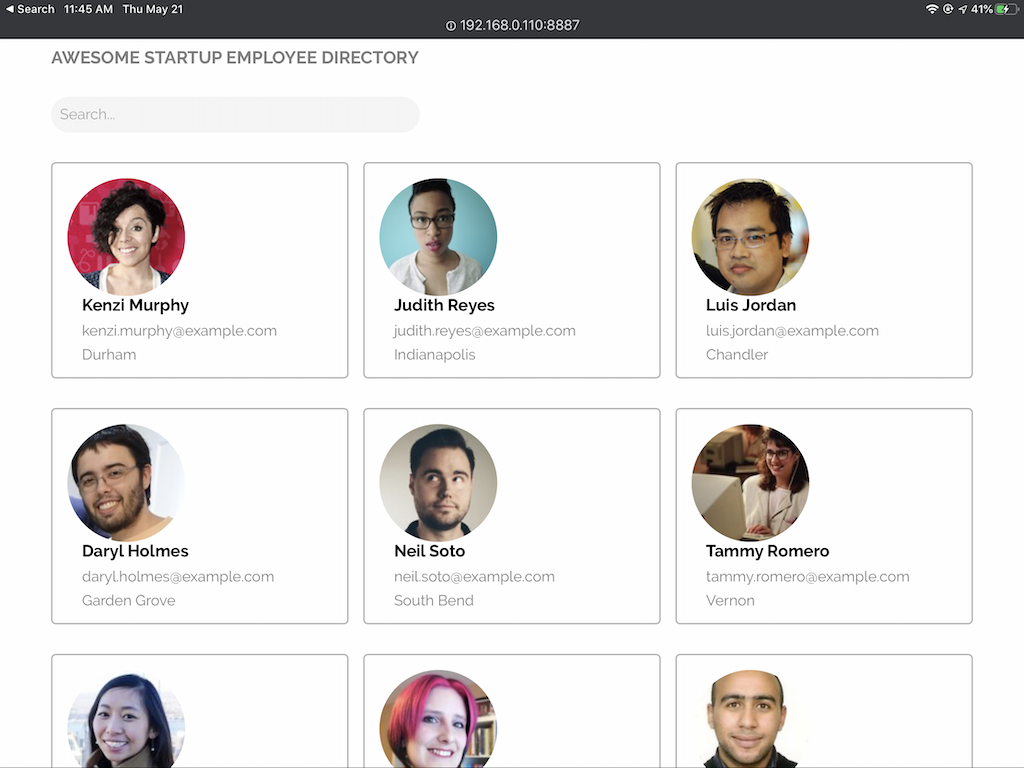 Search 11:45 AM Thu May 21 41%
192.168.0.110:8887
AWESOME STARTUP EMPLOYEE DIRECTORY
Search...
Kenzi Murphy
kenzi.murphy@example.com
Durham
Judith Reyes
judith.reyes@example.com
Indianapolis
Luis Jordan
luis.jordan@example.com
Chandler
Daryl Holmes
daryl.holmes@example.com
Garden Grove
Neil Soto
neil.soto@example.com
South Bend
Tammy Romero
tammy.romero@example.com
Vernon